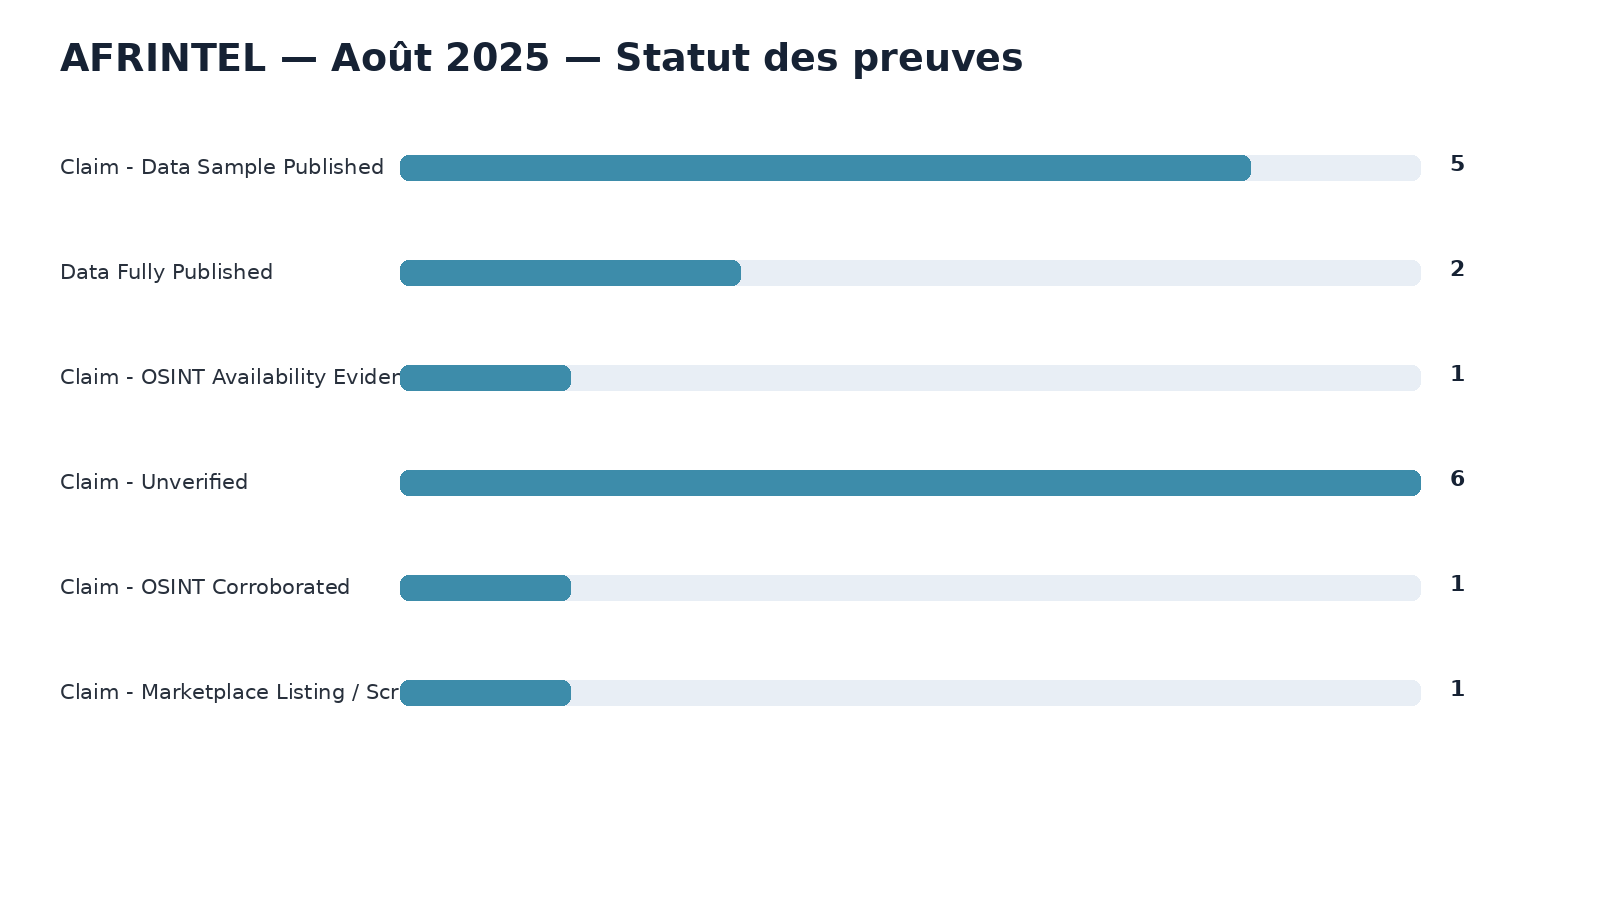 AFRINTEL — Août 2025 — Statut des preuves
Claim - Data Sample Published 5
Data Fully Published 2
Claim - OSINT Availability Eviden 1
Claim - Unverified 6
Claim - OSINT Corroborated 1
Claim - Marketplace Listing / Scr 1